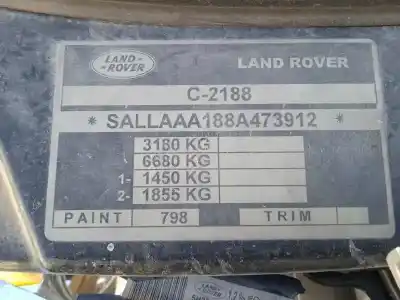 LAND
ROVER
LAND ROVER
C-2188
* SALLAAA188A473912 *
3180 KG
6680 KG
1- 1450 KG
2- 1855 KG
PAINT 798 TRIM